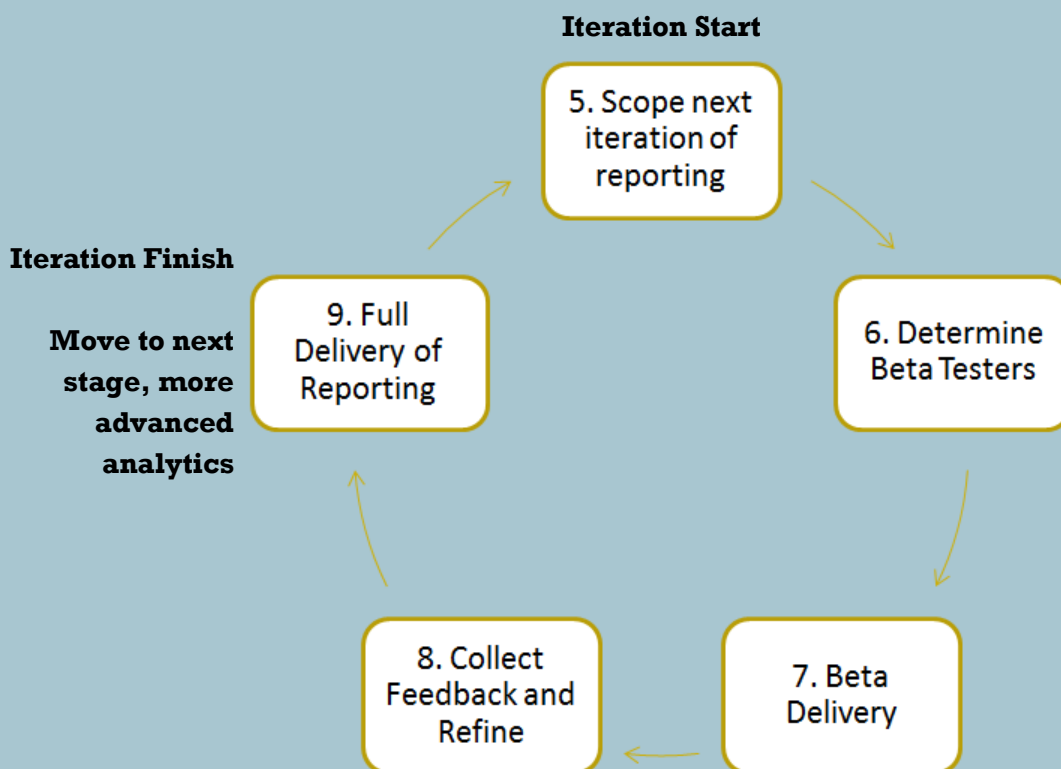 Iteration Start
5. Scope next
iteration of
reporting
6. Determine
Beta Testers
7. Beta
Delivery
8. Collect
Feedback and
Refine
9. Full
Delivery of
Reporting
Iteration Finish
Move to next
stage, more
advanced
analytics